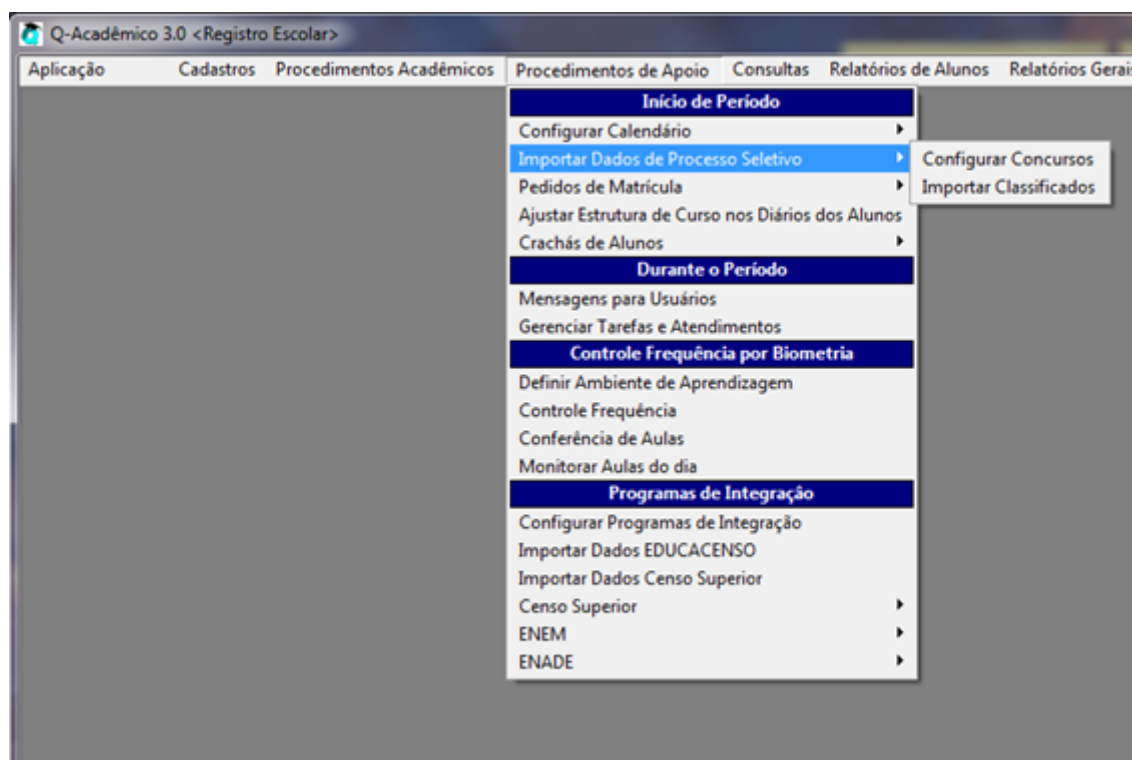 Q-Acadêmico 3.0 <Registro Escolar>
Aplicação Cadastros Procedimentos Acadêmicos Procedimentos de Apoio Consultas Relatórios de Alunos Relatórios Gerais
Início de Período
Configurar Calendário
Importar Dados de Processo Seletivo
Configurar Concursos
Importar Classificados
Pedidos de Matrícula
Ajustar Estrutura de Curso nos Diários dos Alunos
Crachás de Alunos
Durante o Período
Mensagens para Usuários
Gerenciar Tarefas e Atendimentos
Controle Frequência por Biometria
Definir Ambiente de Aprendizagem
Controle Frequência
Conferência de Aulas
Monitorar Aulas do dia
Programas de Integração
Configurar Programas de Integração
Importar Dados EDUCACENSO
Importar Dados Censo Superior
Censo Superior
ENEM
ENADE